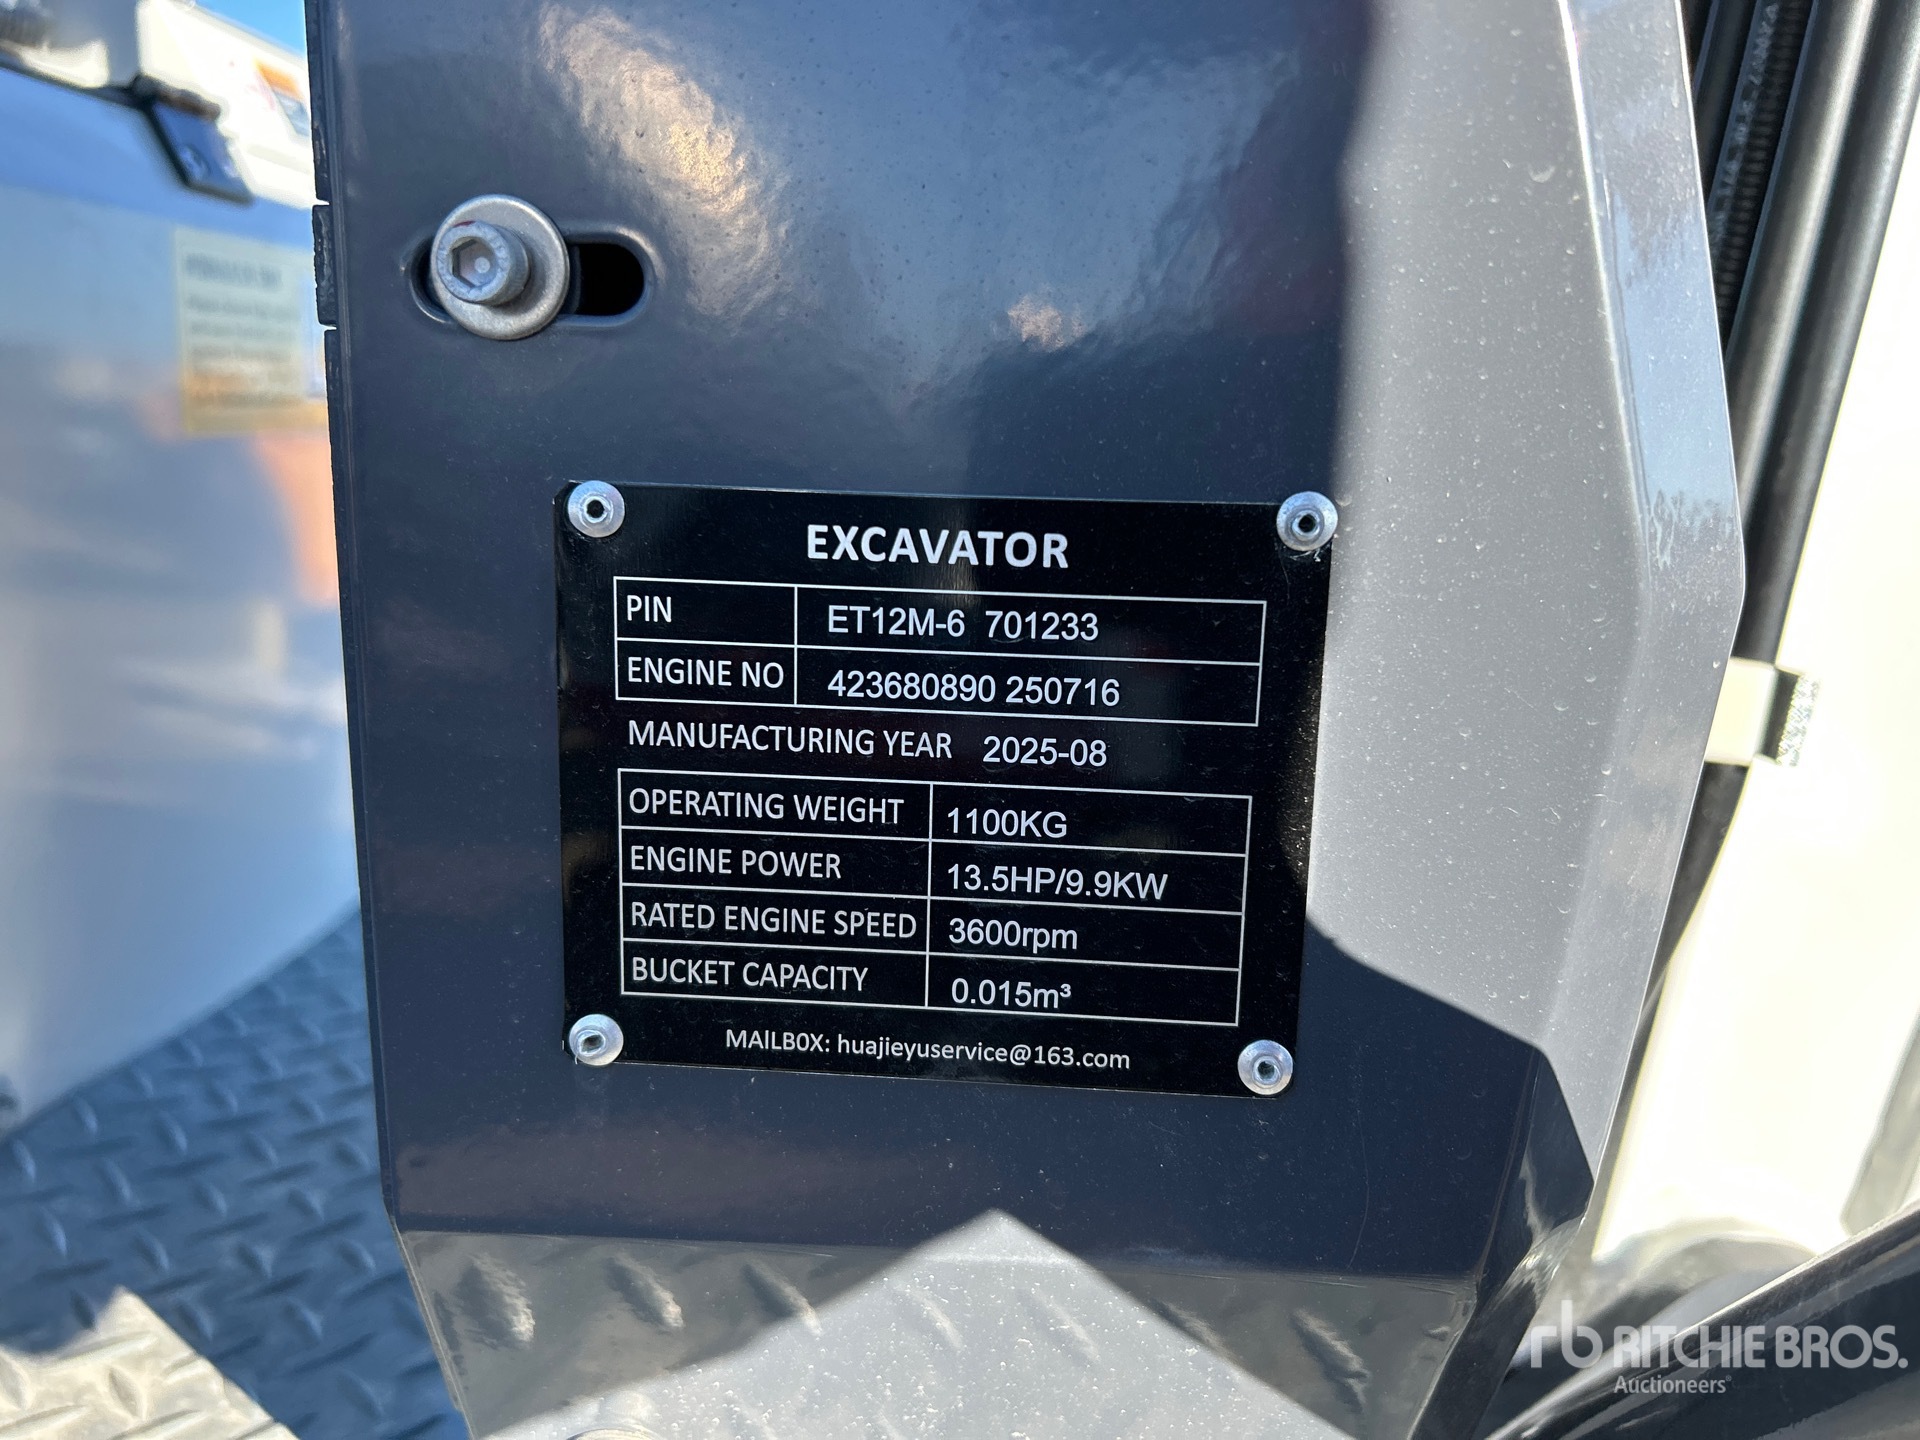 EXCAVATOR
PIN ET12M-6 701233
ENGINE NO 423680890 250716
MANUFACTURING YEAR 2025-08
OPERATING WEIGHT 1100KG
ENGINE POWER 13.5HP/9.9KW
RATED ENGINE SPEED 3600rpm
BUCKET CAPACITY 0.015m³
MAILBOX: huajieyuservice@163.com
rb RITCHIE BROS.
Auctioneers®